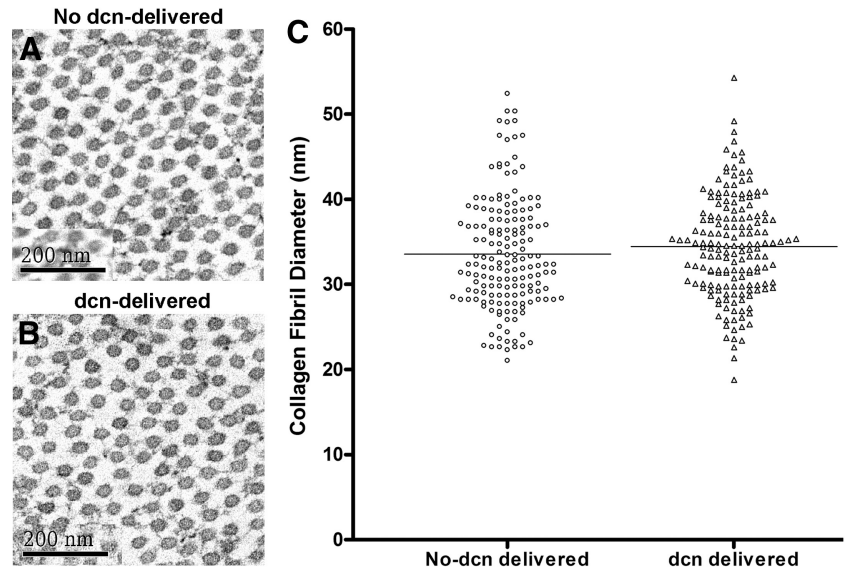 No dcn-delivered
A
200 nm
dcn-delivered
B
200 nm
C
Collagen Fibril Diameter (nm)
60
50
40
30
20
10
0
No-dcn delivered
dcn delivered